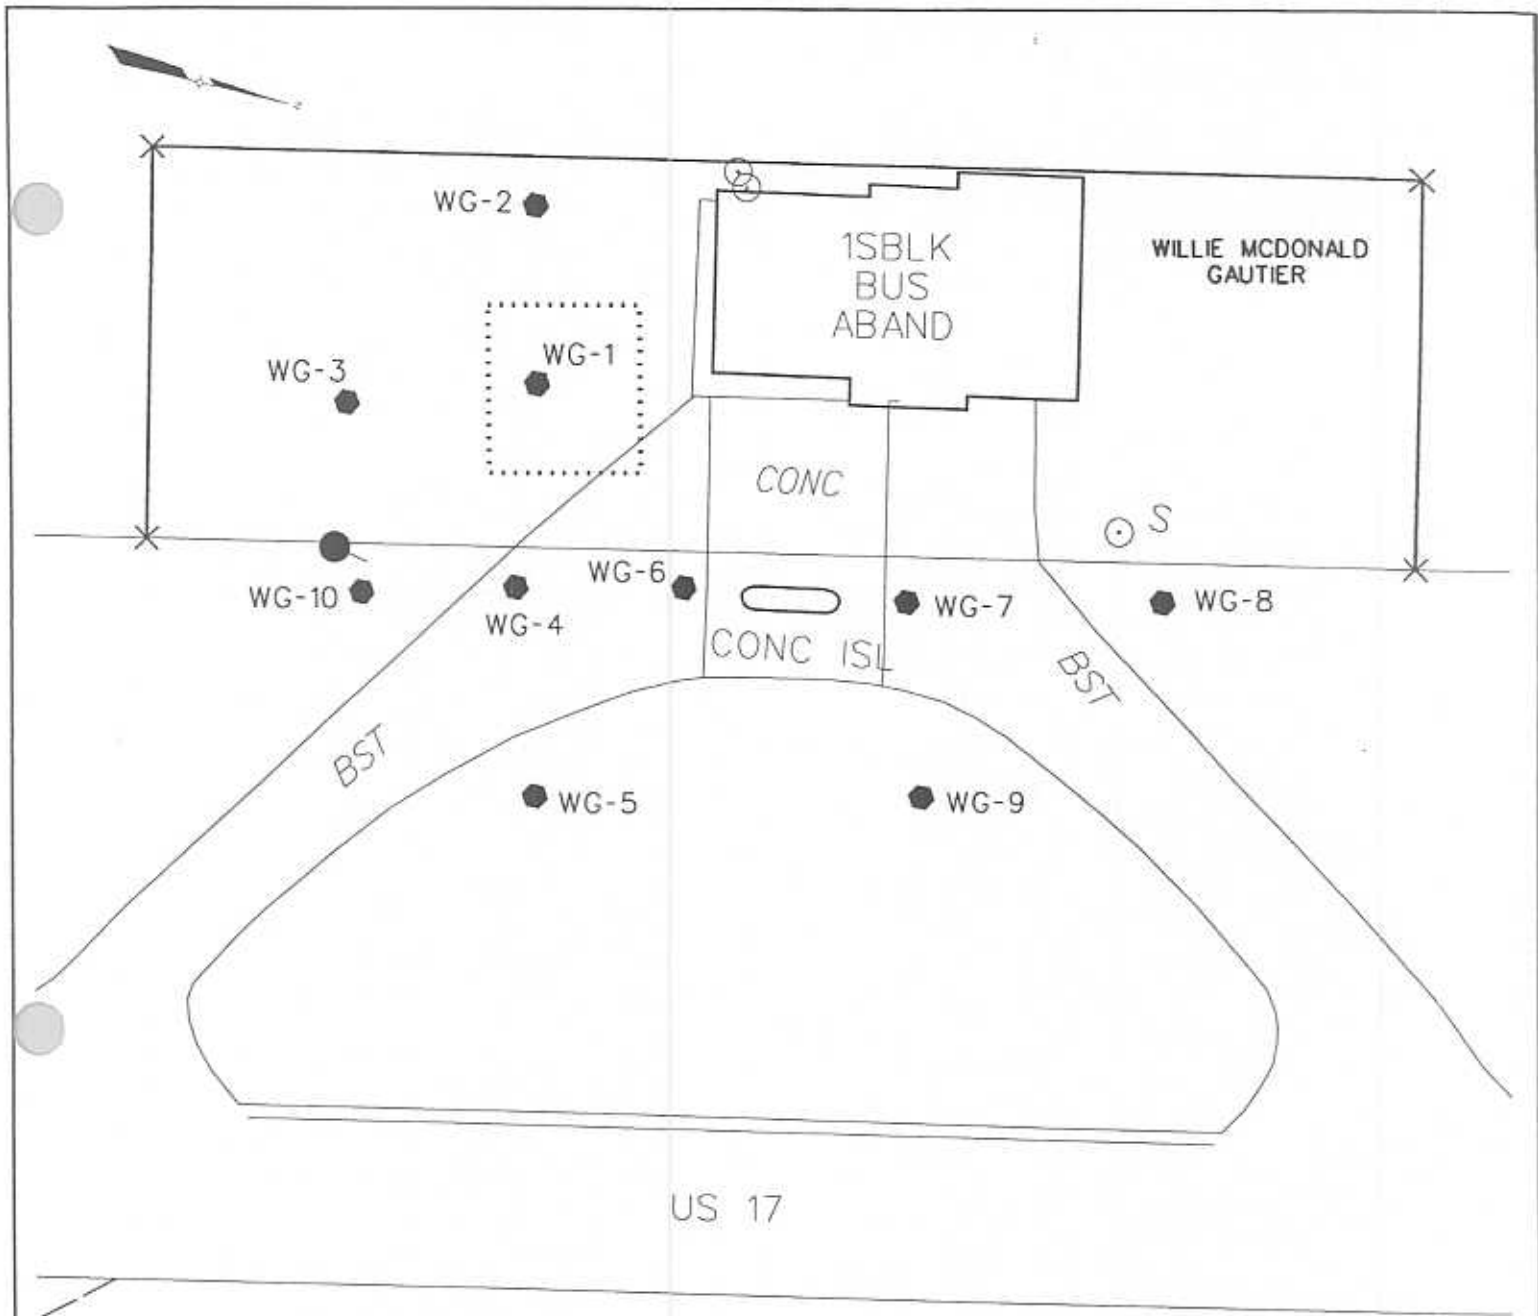 WG-2
1SBLK
BUS
ABAND
WILLIE MCDONALD
GAUTIER
WG-1
WG-3
CONC
S
WG-10
WG-4
WG-6
WG-7
WG-8
CONC ISL
BST
BST
WG-5
WG-9
US 17